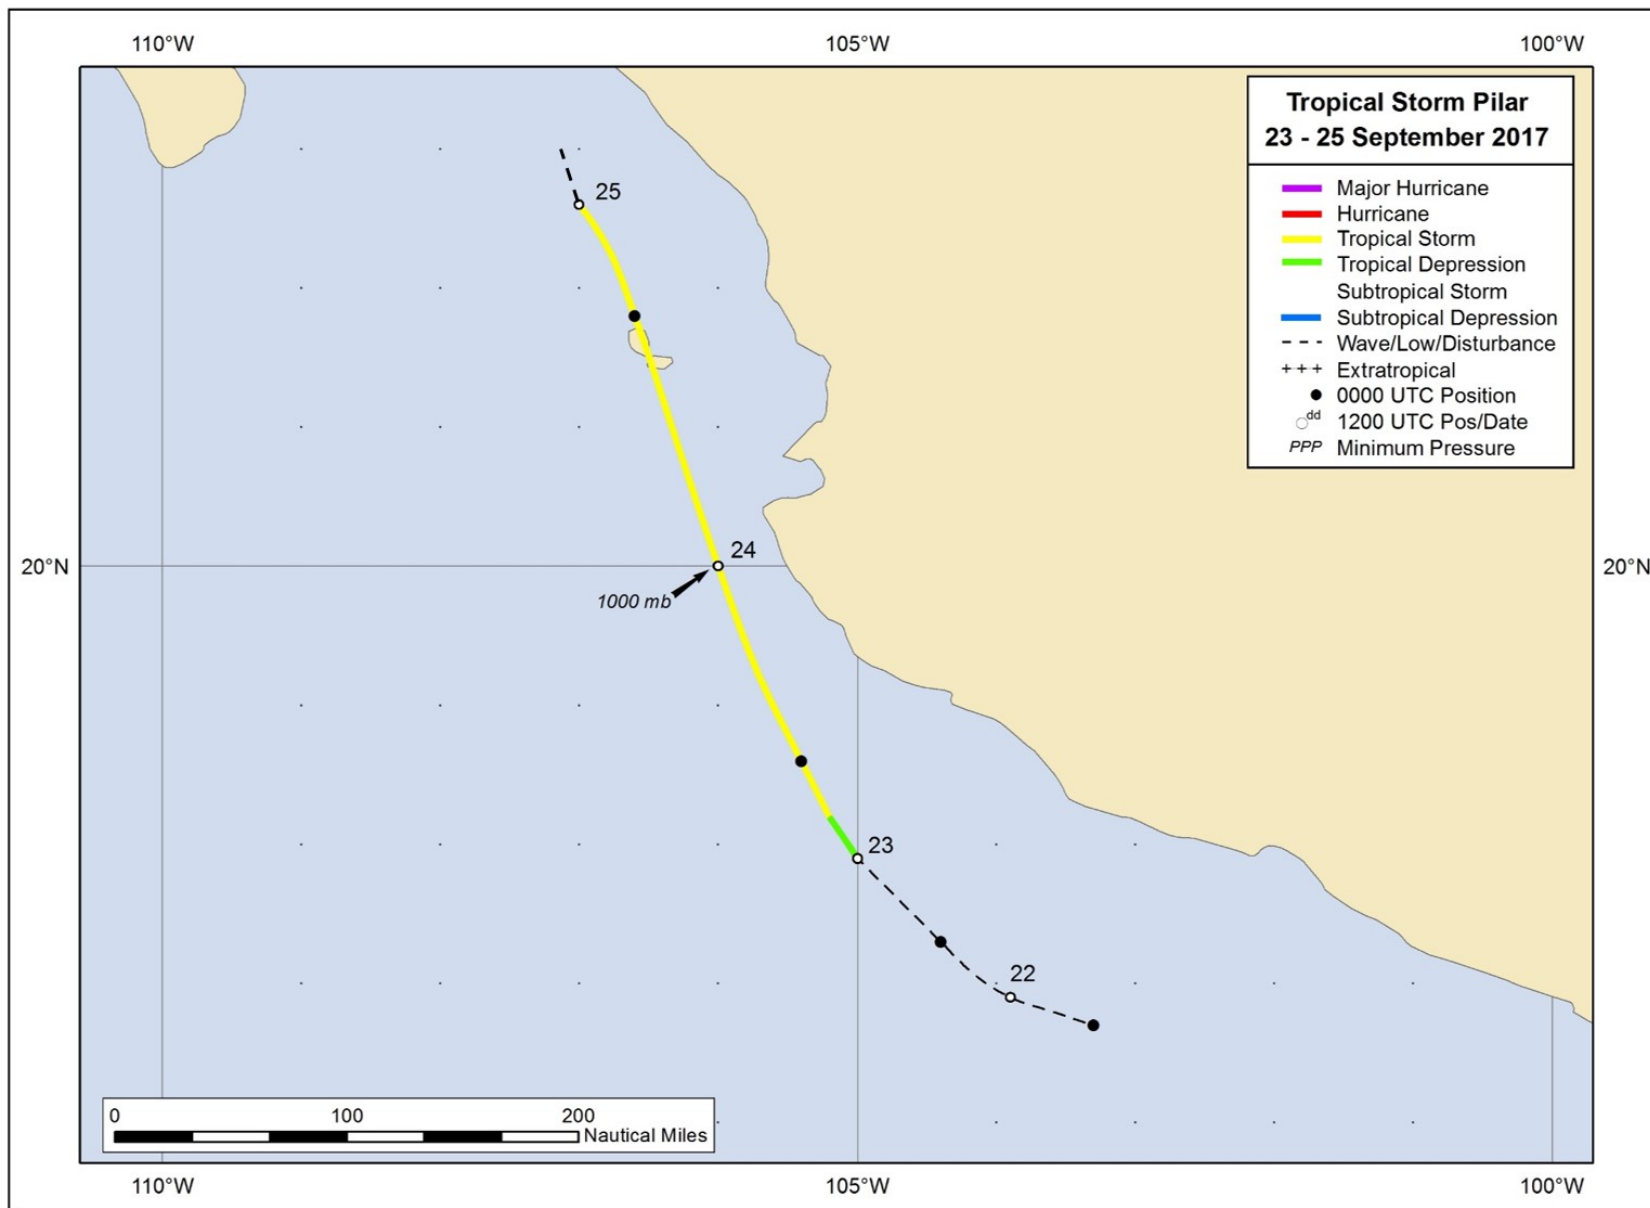 110°W 105°W 100°W
Tropical Storm Pilar
23 - 25 September 2017
Major Hurricane
Hurricane
Tropical Storm
Tropical Depression
Subtropical Storm
Subtropical Depression
Wave/Low/Disturbance
+++ Extratropical
0000 UTC Position
dd 1200 UTC Pos/Date
PPP Minimum Pressure
25
24
20°N 20°N
1000 mb
23
22
0 100 200
Nautical Miles
110°W 105°W 100°W